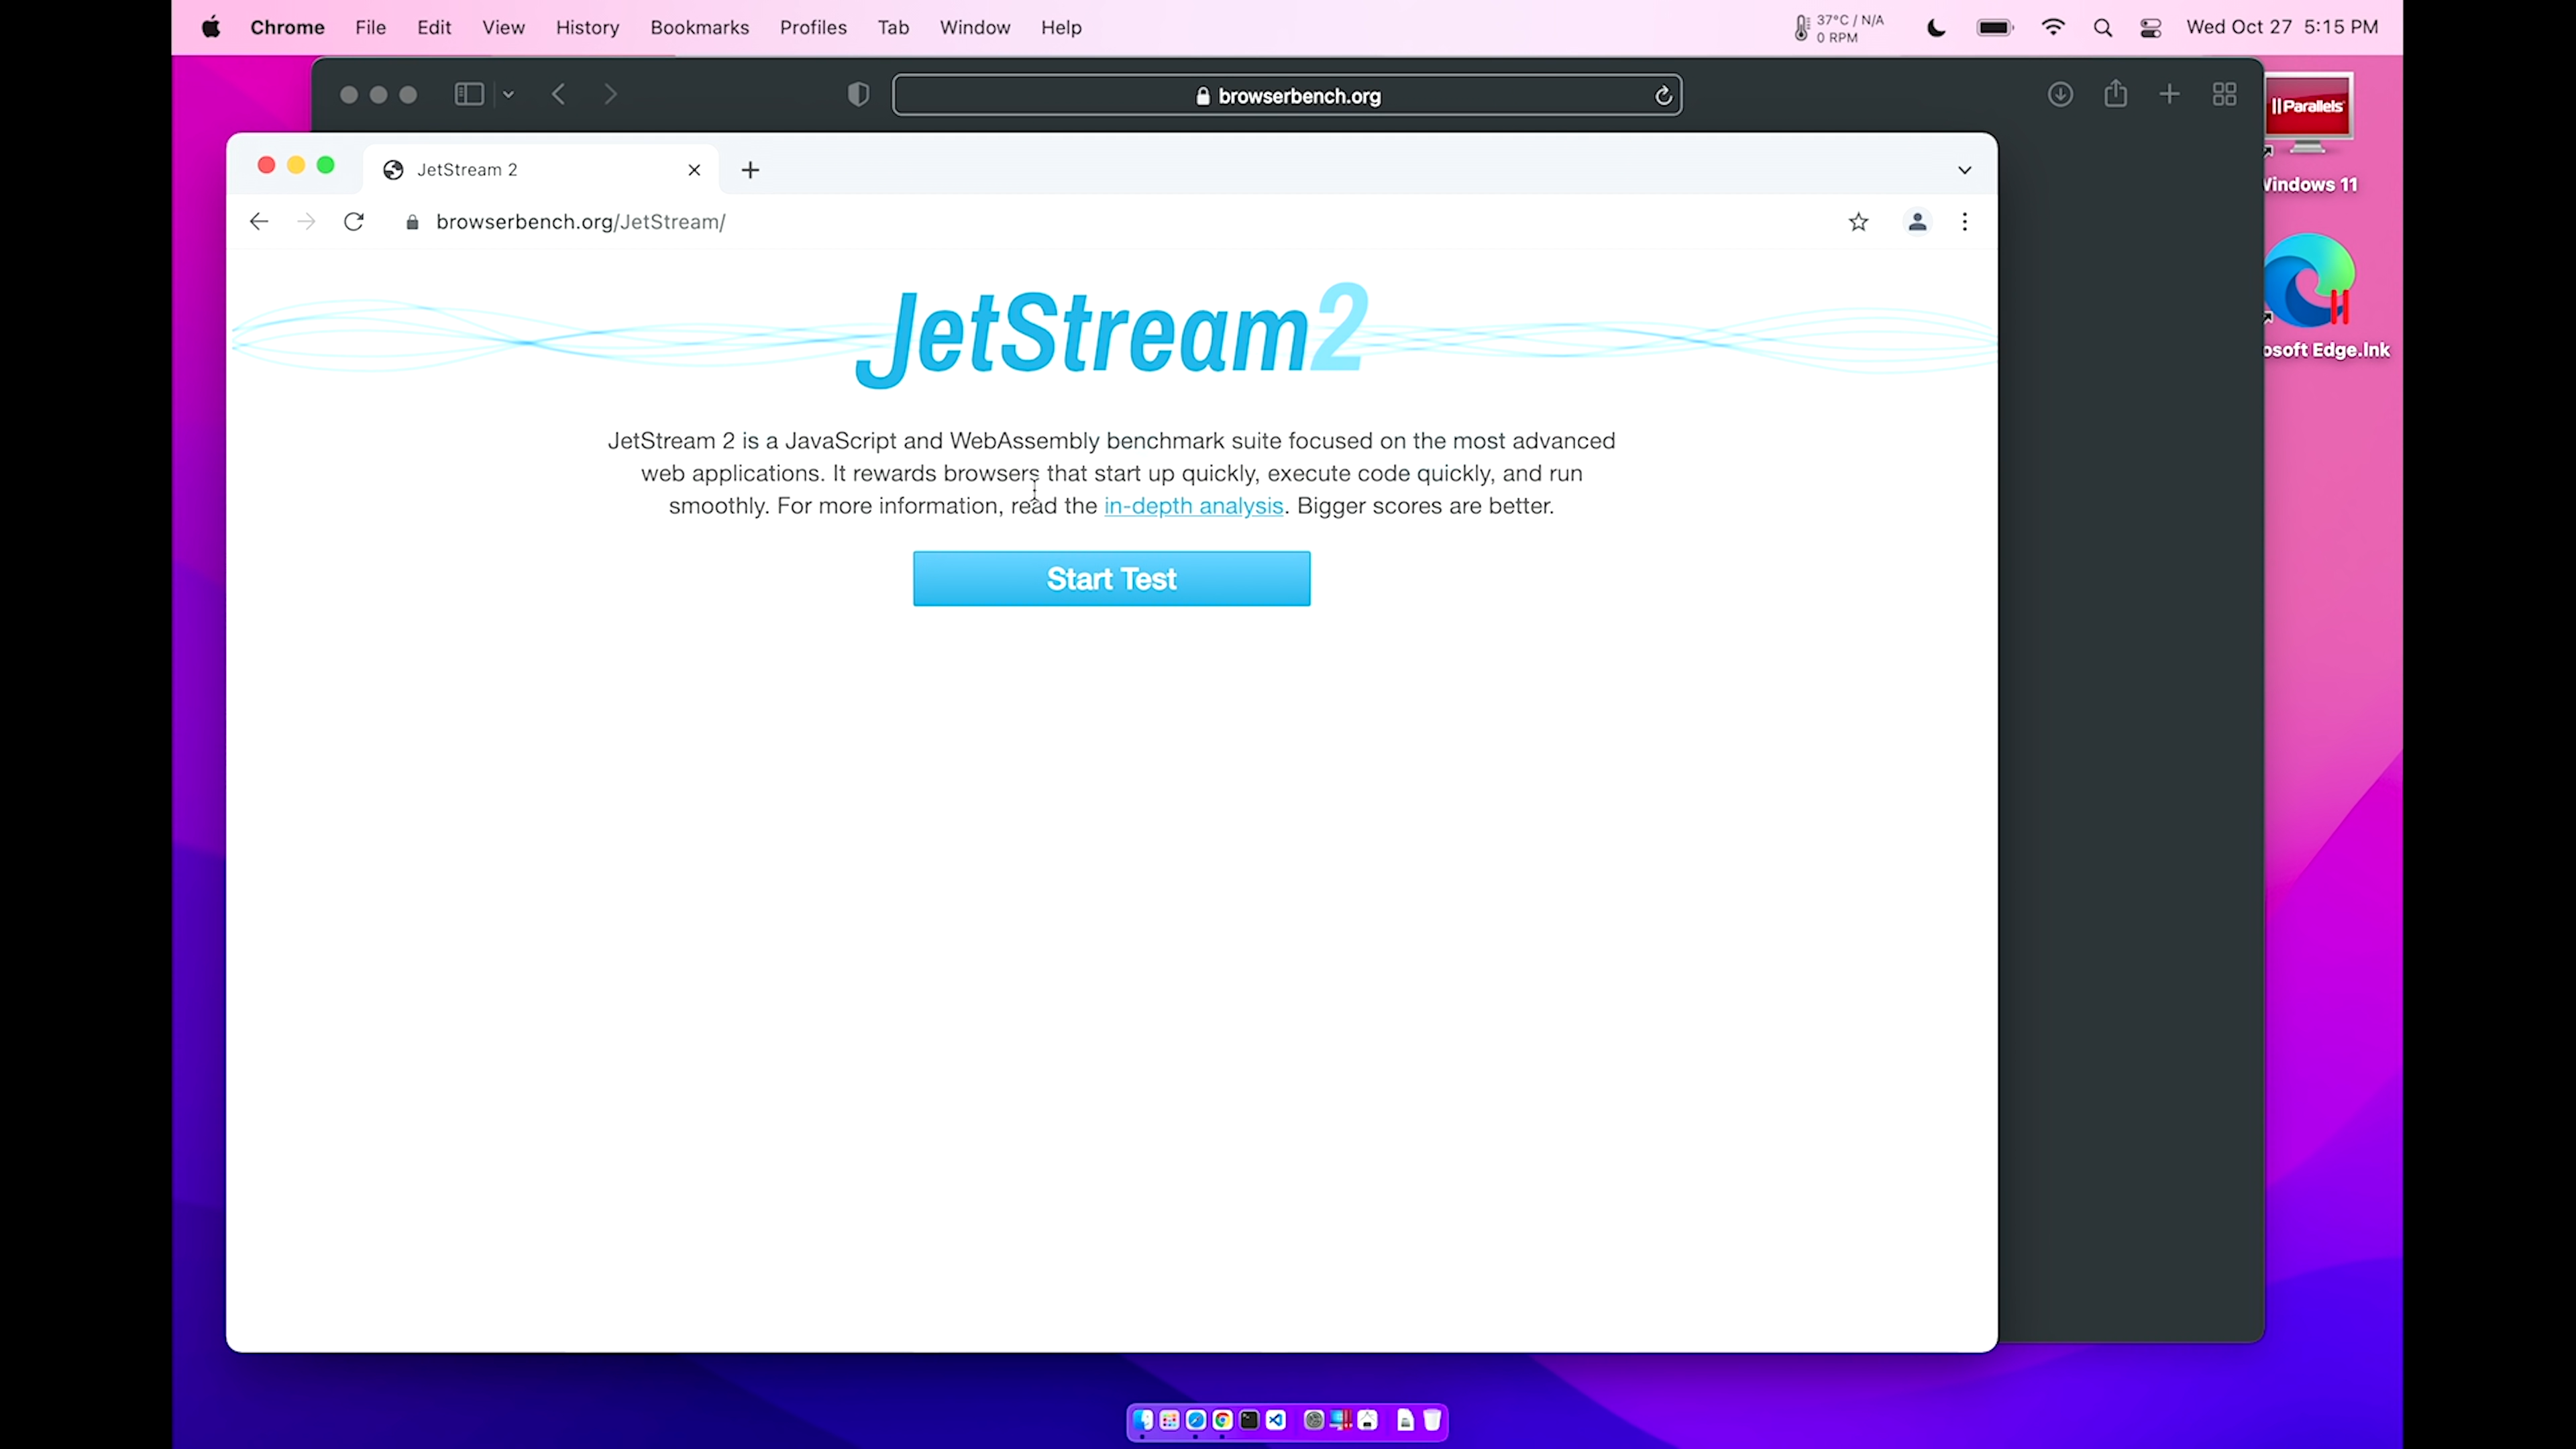 Chrome File Edit View History Bookmarks Profiles Tab Window Help
37°C / N/A
0 RPM
Wed Oct 27 5:15 PM
browserbench.org
JetStream 2
browserbench.org/JetStream/
JetStream 2
JetStream 2 is a JavaScript and WebAssembly benchmark suite focused on the most advanced
web applications. It rewards browsers that start up quickly, execute code quickly, and run
smoothly. For more information, read the in-depth analysis. Bigger scores are better.
Start Test
Parallels
indows 11
osoft Edge.lnk